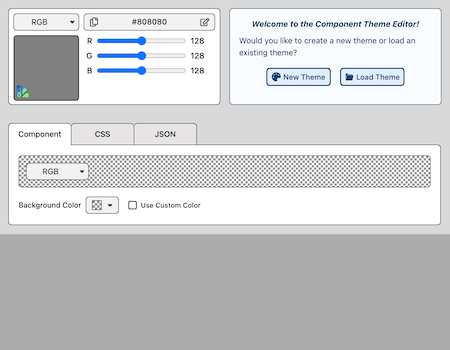 RGB
#808080
R 128
G 128
B 128
Welcome to the Component Theme Editor!
Would you like to create a new theme or load an
existing theme?
New Theme Load Theme
Component CSS JSON
RGB
Background Color Use Custom Color